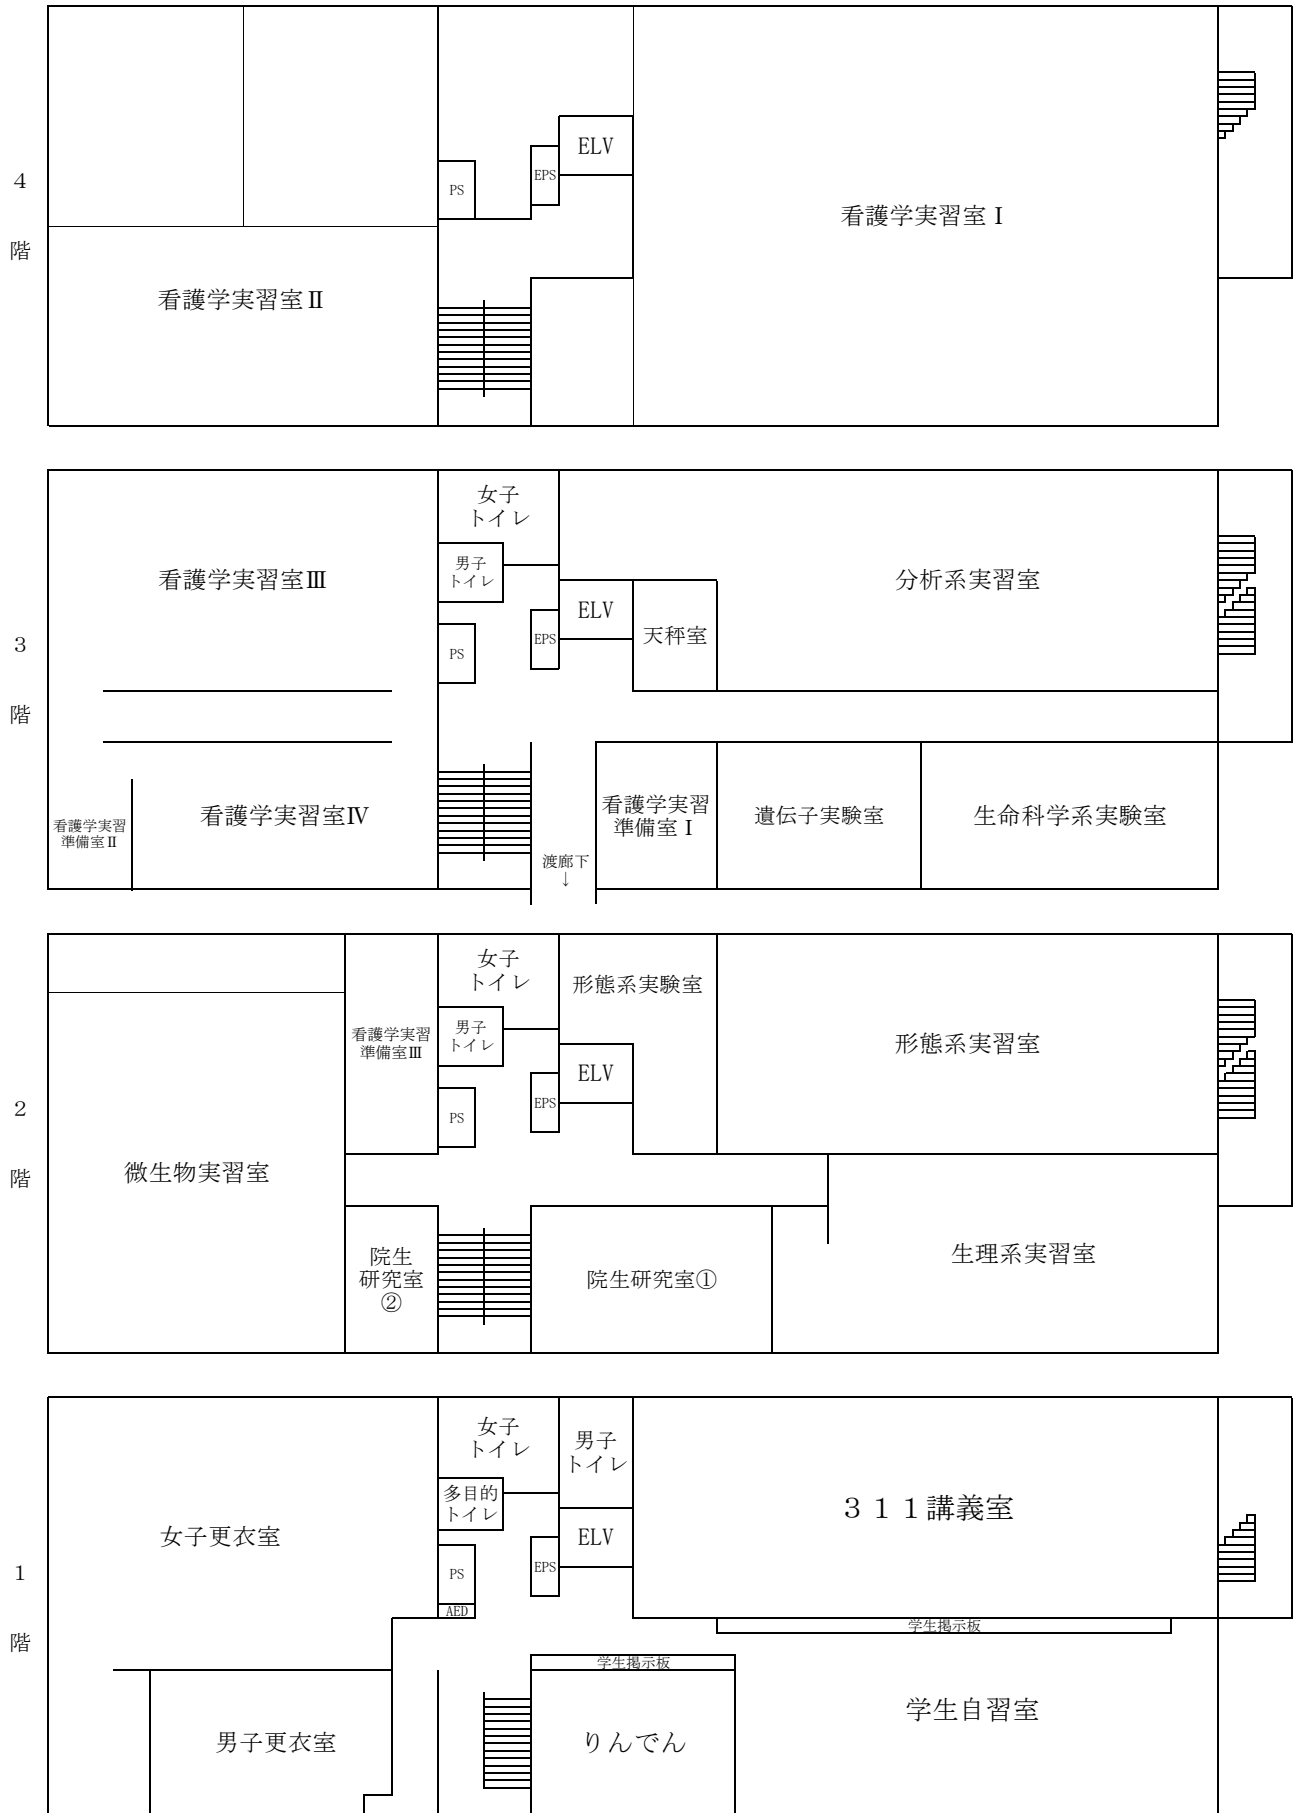 ４
階
ELV
EPS
PS
看護学実習室Ⅰ
看護学実習室Ⅱ
３
階
女子
トイレ
男子
トイレ
看護学実習室Ⅲ
分析系実習室
ELV
EPS
天秤室
PS
看護学実習
準備室Ⅱ
看護学実習室Ⅳ
渡廊下
↓
看護学実習
準備室Ⅰ
遺伝子実験室
生命科学系実験室
２
階
女子
トイレ
形態系実験室
看護学実習
準備室Ⅲ
男子
トイレ
形態系実習室
ELV
EPS
PS
微生物実習室
院生
研究室
②
院生研究室①
生理系実習室
１
階
女子
トイレ
男子
トイレ
多目的
トイレ
３１１講義室
女子更衣室
ELV
EPS
PS
AED
学生掲示板
学生掲示板
学生自習室
男子更衣室
りんでん